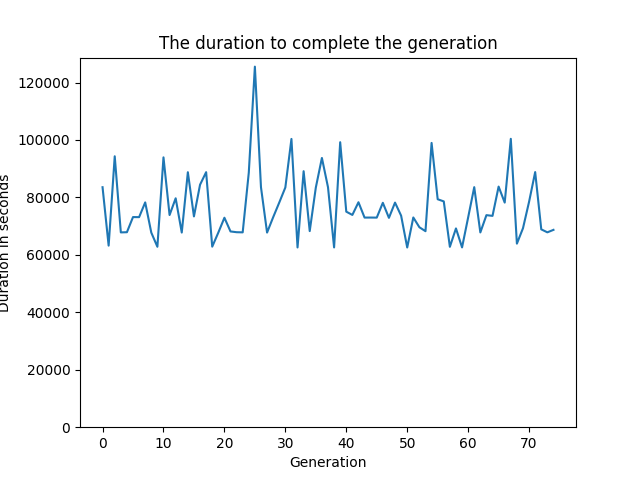 The duration to complete the generation
120000
100000
80000
60000
40000
20000
0
Duration in seconds
0 10 20 30 40 50 60 70
Generation